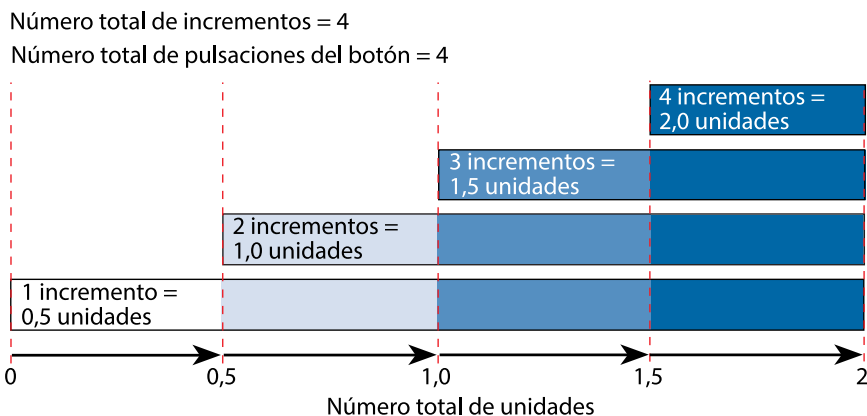 Número total de incrementos = 4
Número total de pulsaciones del botón = 4
4 incrementos =
2,0 unidades
3 incrementos =
1,5 unidades
2 incrementos =
1,0 unidades
1 incremento =
0,5 unidades
0 0,5 1,0 1,5 2
Número total de unidades